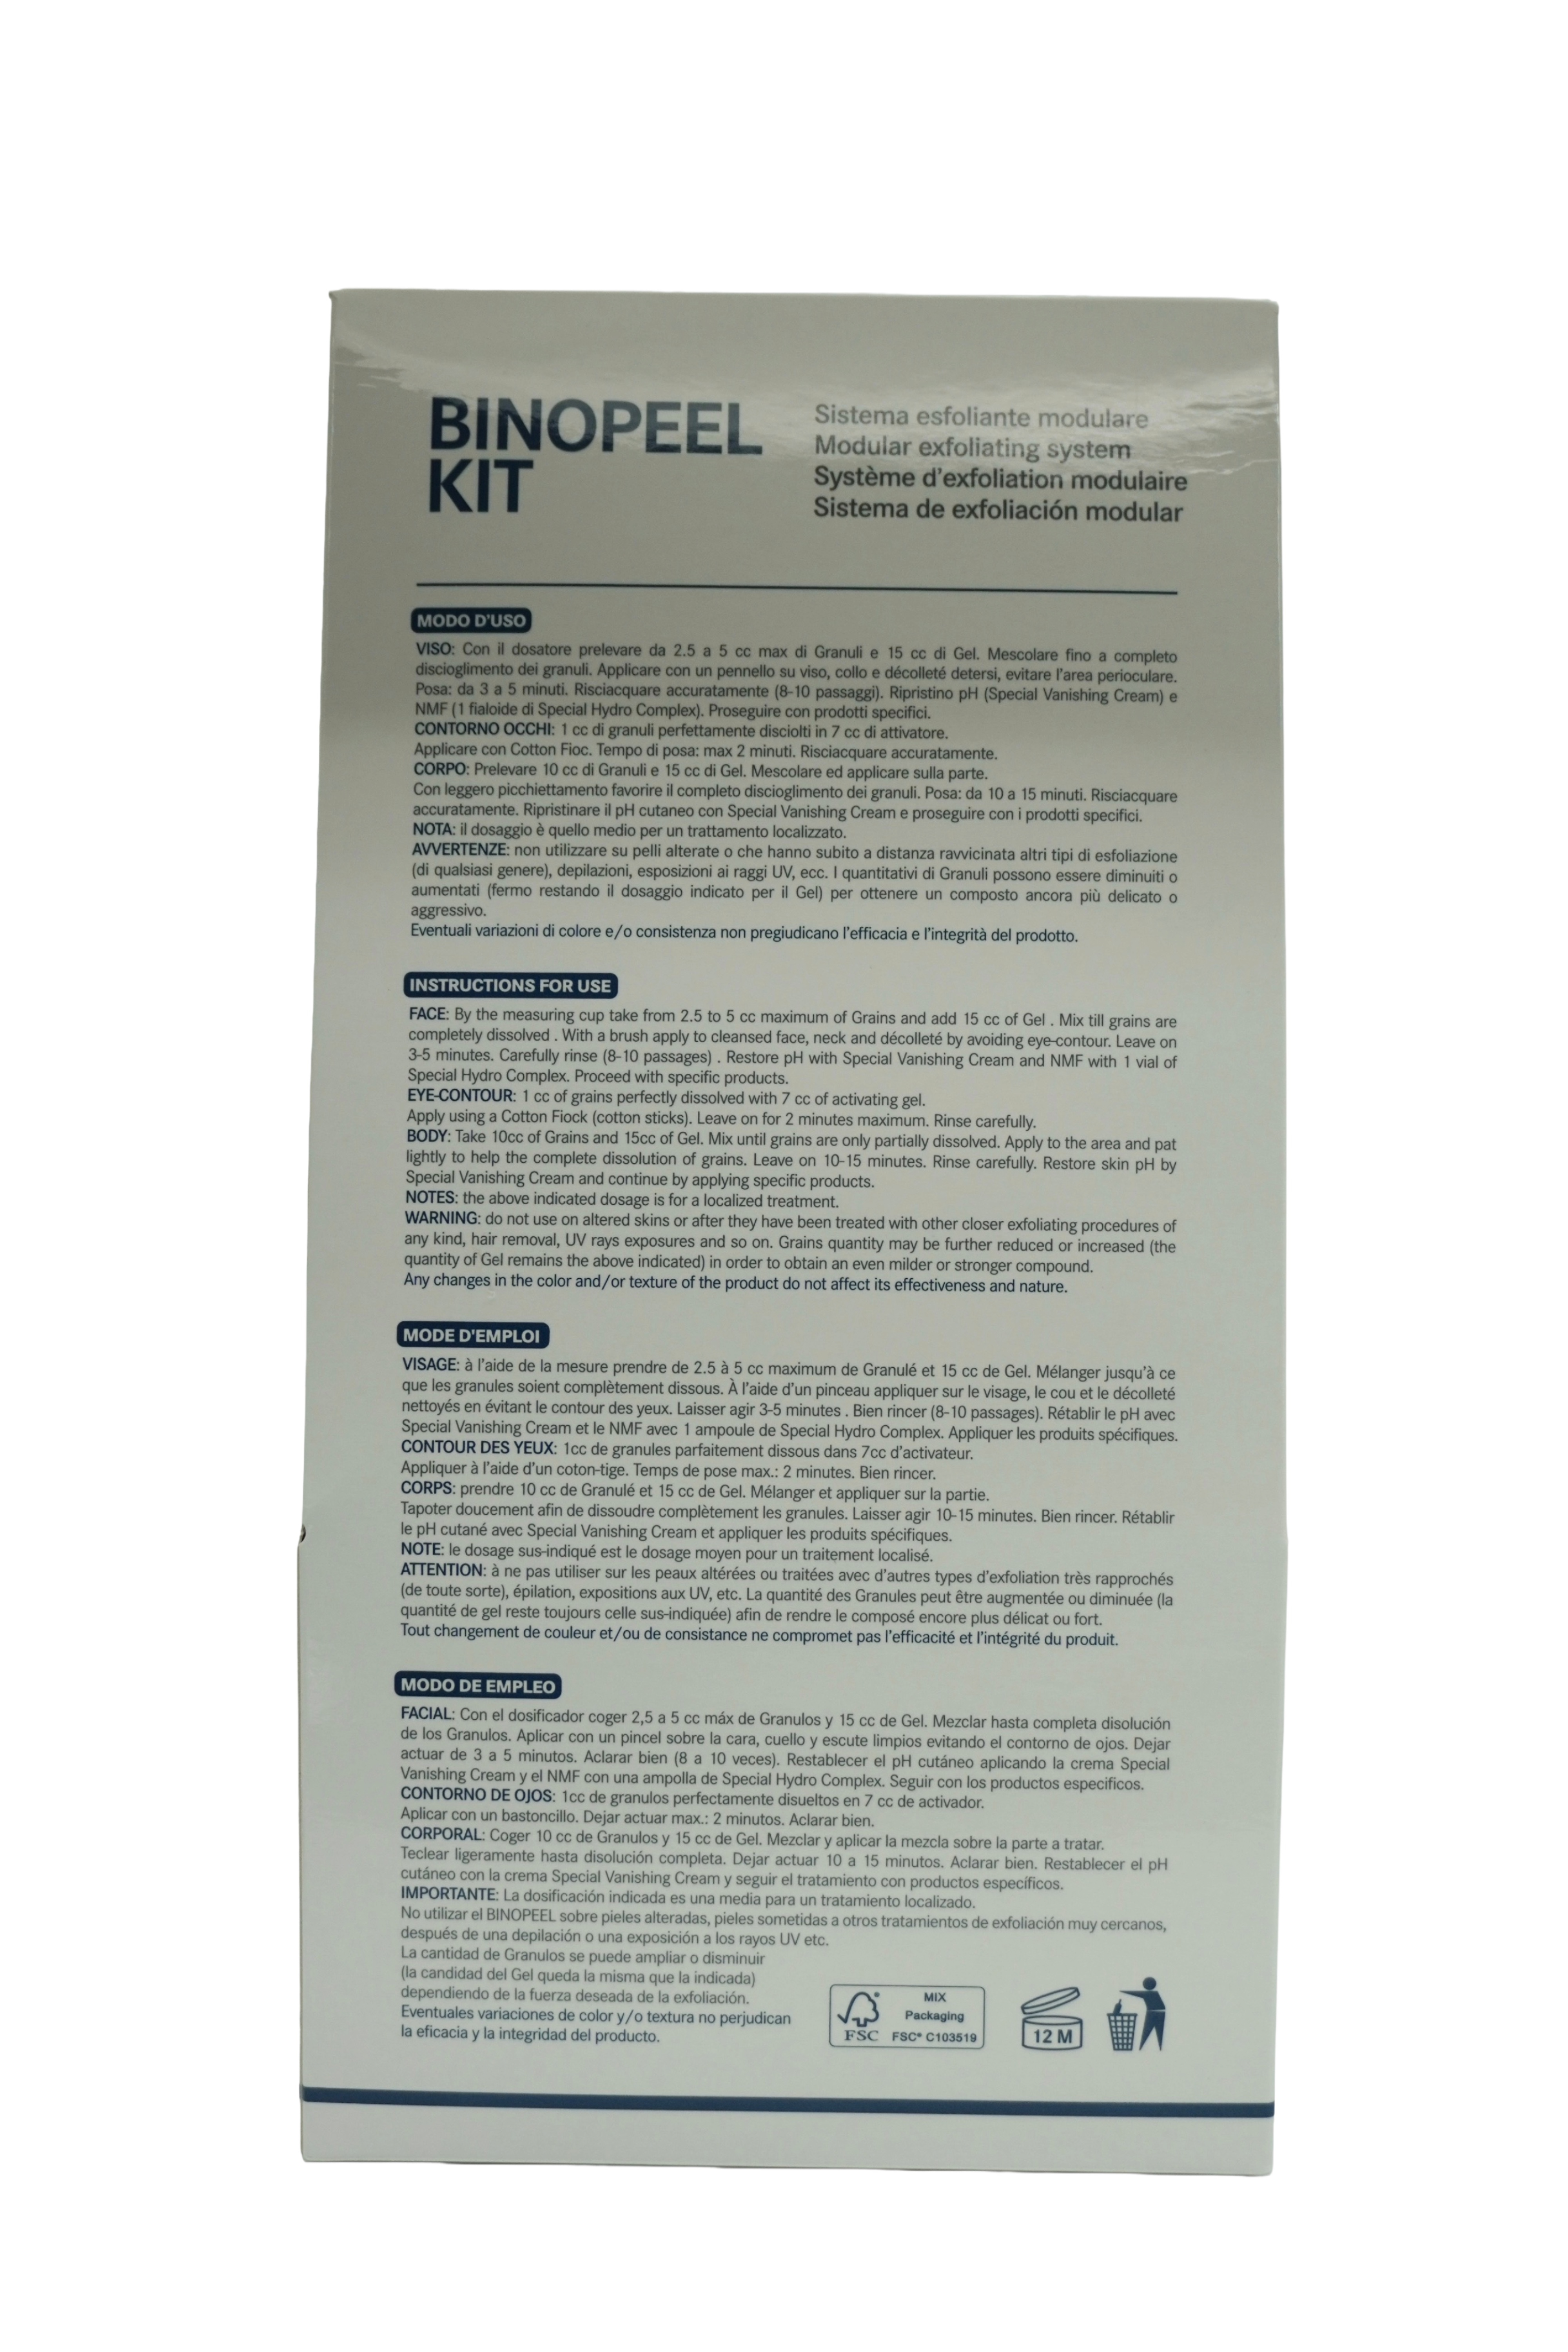 BINOPEEL
KIT
Sistema esfoliante modulare
Modular exfoliating system
Système d'exfoliation modulaire
Sistema de exfoliación modular
MODO D'USO
VISO: Con il dosatore prelevare da 2.5 a 5 cc max di Granuli e 15 cc di Gel. Mescolare fino a completo
discioglimento dei granuli. Applicare con un pennello su viso, collo e décolleté detersi, evitare l'area perioculare.
Posa: da 3 a 5 minuti. Risciacquare accuratamente (8-10 passaggi). Ripristino pH (Special Vanishing Cream) e
NMF (1 fialoide di Special Hydro Complex). Proseguire con prodotti specifici.
CONTORNO OCCHI: 1 cc di granuli perfettamente disciolti in 7 cc di attivatore.
Applicare con Cotton Fioc. Tempo di posa: max 2 minuti. Risciacquare accuratamente.
CORPO: Prelevare 10 cc di Granuli e 15 cc di Gel. Mescolare ed applicare sulla parte.
Con leggero picchiettamento favorire il completo discioglimento dei granuli. Posa: da 10 a 15 minuti. Risciacquare
accuratamente. Ripristinare il pH cutaneo con Special Vanishing Cream e proseguire con i prodotti specifici.
NOTA: il dosaggio è quello medio per un trattamento localizzato.
AVVERTENZE: non utilizzare su pelli alterate o che hanno subito a distanza ravvicinata altri tipi di esfoliazione
(di qualsiasi genere), depilazioni, esposizioni ai raggi UV, ecc. I quantitativi di Granuli possono essere diminuiti o
aumentati (fermo restando il dosaggio indicato per il Gel) per ottenere un composto ancora più delicato o
aggressivo.
Eventuali variazioni di colore e/o consistenza non pregiudicano l'efficacia e l'integrità del prodotto.
INSTRUCTIONS FOR USE
FACE: By the measuring cup take from 2.5 to 5 cc maximum of Grains and add 15 cc of Gel . Mix till grains are
completely dissolved . With a brush apply to cleansed face, neck and décolleté by avoiding eye-contour. Leave on
3-5 minutes. Carefully rinse (8-10 passages) . Restore pH with Special Vanishing Cream and NMF with 1 vial of
Special Hydro Complex. Proceed with specific products.
EYE-CONTOUR: 1 cc of grains perfectly dissolved with 7 cc of activating gel.
Apply using a Cotton Fiock (cotton sticks). Leave on for 2 minutes maximum. Rinse carefully.
BODY: Take 10cc of Grains and 15cc of Gel. Mix until grains are only partially dissolved. Apply to the area and pat
lightly to help the complete dissolution of grains. Leave on 10-15 minutes. Rinse carefully. Restore skin pH by
Special Vanishing Cream and continue by applying specific products.
NOTES: the above indicated dosage is for a localized treatment.
WARNING: do not use on altered skins or after they have been treated with other closer exfoliating procedures of
any kind, hair removal, UV rays exposures and so on. Grains quantity may be further reduced or increased (the
quantity of Gel remains the above indicated) in order to obtain an even milder or stronger compound.
Any changes in the color and/or texture of the product do not affect its effectiveness and nature.
MODE D'EMPLOI
VISAGE: à l'aide de la mesure prendre de 2.5 à 5 cc maximum de Granulé et 15 cc de Gel. Mélanger jusqu'à ce
que les granules soient complètement dissous. À l'aide d'un pinceau appliquer sur le visage, le cou et le décolleté
nettoyés en évitant le contour des yeux. Laisser agir 3-5 minutes . Bien rincer (8-10 passages). Rétablir le pH avec
Special Vanishing Cream et le NMF avec 1 ampoule de Special Hydro Complex. Appliquer les produits spécifiques.
CONTOUR DES YEUX: 1cc de granules parfaitement dissous dans 7cc d'activateur.
Appliquer à l'aide d'un coton-tige. Temps de pose max.: 2 minutes. Bien rincer.
CORPS: prendre 10 cc de Granulé et 15 cc de Gel. Mélanger et appliquer sur la partie.
Tapoter doucement afin de dissoudre complètement les granules. Laisser agir 10-15 minutes. Bien rincer. Rétablir
le pH cutané avec Special Vanishing Cream et appliquer les produits spécifiques.
NOTE: le dosage sus-indiqué est le dosage moyen pour un traitement localisé.
ATTENTION: à ne pas utiliser sur les peaux altérées ou traitées avec d'autres types d'exfoliation très rapprochés
(de toute sorte), épilation, expositions aux UV, etc. La quantité des Granules peut être augmentée ou diminuée (la
quantité de gel reste toujours celle sus-indiquée) afin de rendre le composé encore plus délicat ou fort.
Tout changement de couleur et/ou de consistance ne compromet pas l'efficacité et l'intégrité du produit.
MODO DE EMPLEO
FACIAL: Con el dosificador coger 2,5 a 5 cc máx de Granulos y 15 cc de Gel. Mezclar hasta completa disolución
de los Granulos. Aplicar con un pincel sobre la cara, cuello y escute limpios evitando el contorno de ojos. Dejar
actuar de 3 a 5 minutos. Aclarar bien (8 a 10 veces). Restablecer el pH cutáneo aplicando la crema Special
Vanishing Cream y el NMF con una ampolla de Special Hydro Complex. Seguir con los productos especificos.
CONTORNO DE OJOS: 1cc de granulos perfectamente disueltos en 7 cc de activador.
Aplicar con un bastoncillo. Dejar actuar max.: 2 minutos. Aclarar bien.
CORPORAL: Coger 10 cc de Granulos y 15 cc de Gel. Mezclar y aplicar la mezcla sobre la parte a tratar.
Teclear ligeramente hasta disolución completa. Dejar actuar 10 a 15 minutos. Aclarar bien. Restablecer el pH
cutáneo con la crema Special Vanishing Cream y seguir el tratamiento con productos específicos.
IMPORTANTE: La dosificación indicada es una media para un tratamiento localizado.
No utilizar el BINOPEEL sobre pieles alteradas, pieles sometidas a otros tratamientos de exfoliación muy cercanos,
después de una depilación o una exposición a los rayos UV etc.
La cantidad de Granulos se puede ampliar o disminuir
(la candidad del Gel queda la misma que la indicada)
dependiendo de la fuerza deseada de la exfoliación.
Eventuales variaciones de color y/o textura no perjudican
la eficacia y la integridad del producto.
FSC
MIX
Packaging
FSC® C103519
12 M